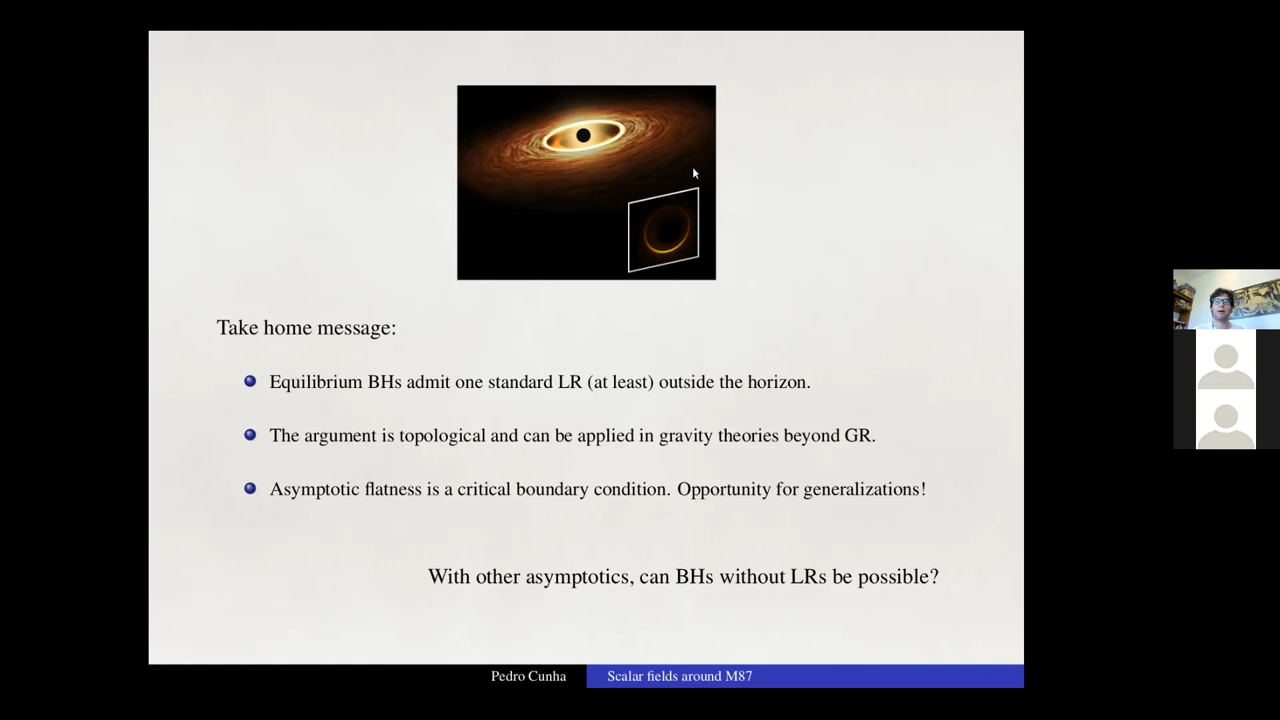 Take home message:
Equilibrium BHs admit one standard LR (at least) outside the horizon.
The argument is topological and can be applied in gravity theories beyond GR.
Asymptotic flatness is a critical boundary condition. Opportunity for generalizations!
With other asymptotics, can BHs without LRs be possible?
Pedro Cunha
Scalar fields around M87